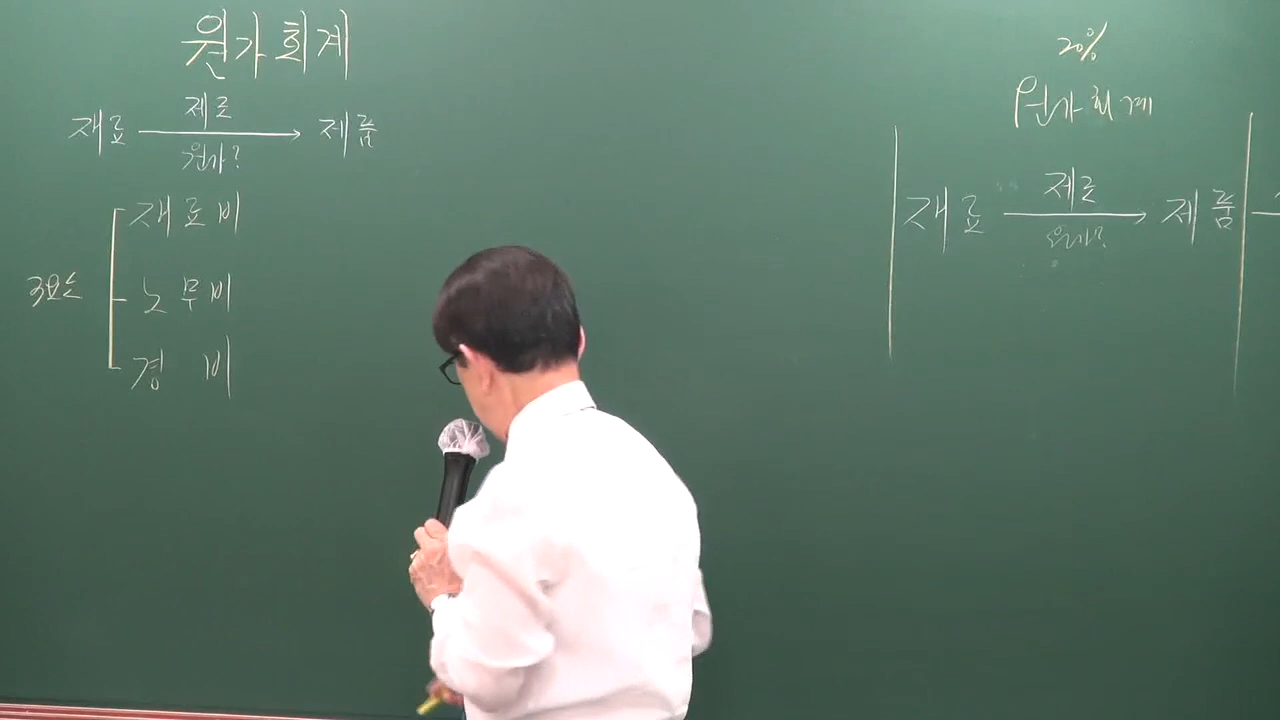 원가회계
재료 제조 → 제품
원가?
재료비
3요소 노무비
경 비
20%
원가회계
재료 제조 → 제품
원가?